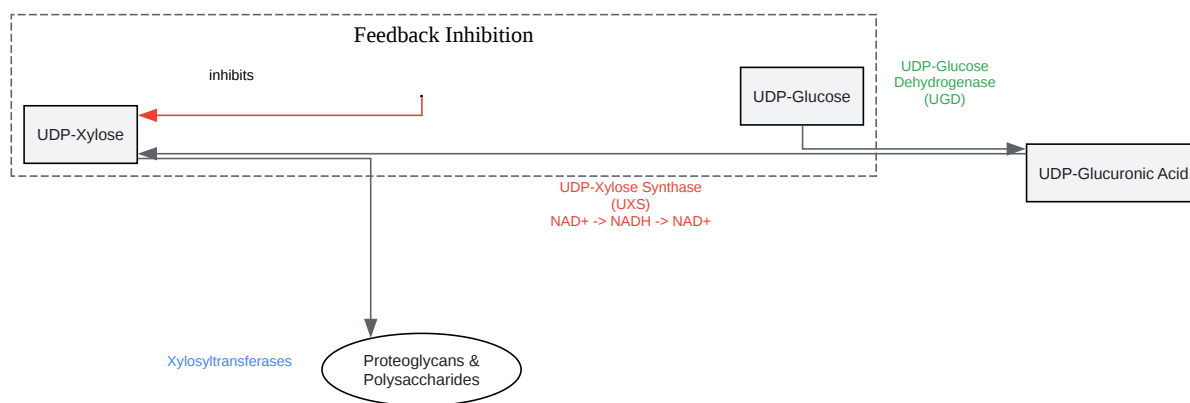 Feedback Inhibition
inhibits
UDP-Xylose
UDP-Glucose
UDP-Glucose
Dehydrogenase
(UGD)
UDP-Glucuronic Acid
UDP-Xylose Synthase
(UXS)
NAD+ -> NADH -> NAD+
Xylosyltransferases
Proteoglycans &
Polysaccharides